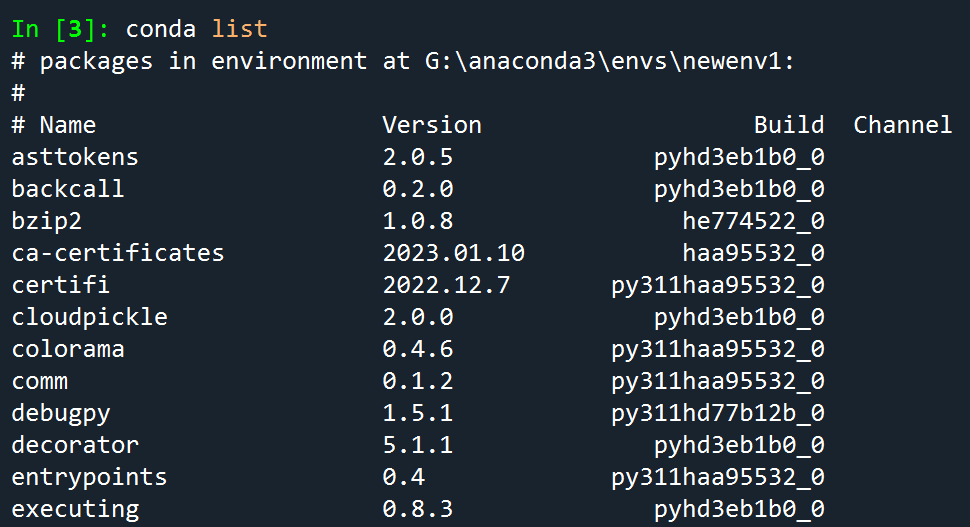 In [3]: conda list
# packages in environment at G:\anaconda3\envs\newenv1:
#
# Name                    Version                   Build  Channel
asttokens                 2.0.5              pyhd3eb1b0_0
backcall                  0.2.0              pyhd3eb1b0_0
bzip2                     1.0.8                he774522_0
ca-certificates           2023.01.10           haa95532_0
certifi                   2022.12.7       py311haa95532_0
cloudpickle               2.0.0              pyhd3eb1b0_0
colorama                  0.4.6           py311haa95532_0
comm                      0.1.2           py311haa95532_0
debugpy                   1.5.1           py311hd77b12b_0
decorator                 5.1.1              pyhd3eb1b0_0
entrypoints               0.4             py311haa95532_0
executing                 0.8.3              pyhd3eb1b0_0